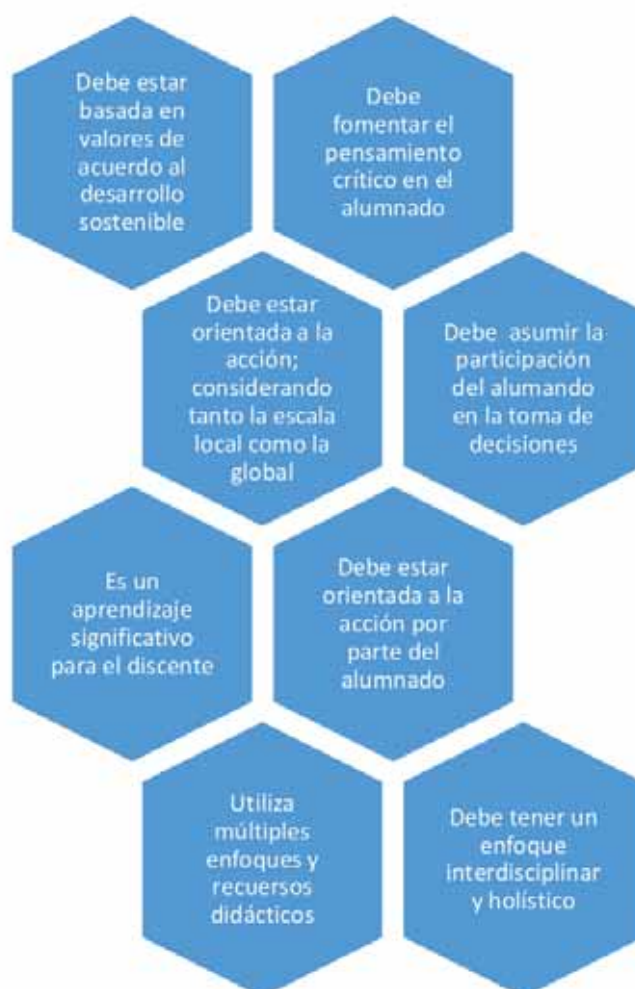 Debe estar
basada en
valores de
acuerdo al
desarrollo
sostenible
Debe
fomentar el
pensamiento
crítico en el
alumnado
Debe estar
orientada a la
acción;
considerando
tanto la escala
local como la
global
Debe asumir la
participación
del alumando
en la toma de
decisiones
Es un
aprendizaje
significativo
para el discente
Debe estar
orientada a la
acción por
parte del
alumnado
Utiliza
múltiples
enfoques y
recuersos
didácticos
Debe tener un
enfoque
interdisciplinar
y holístico